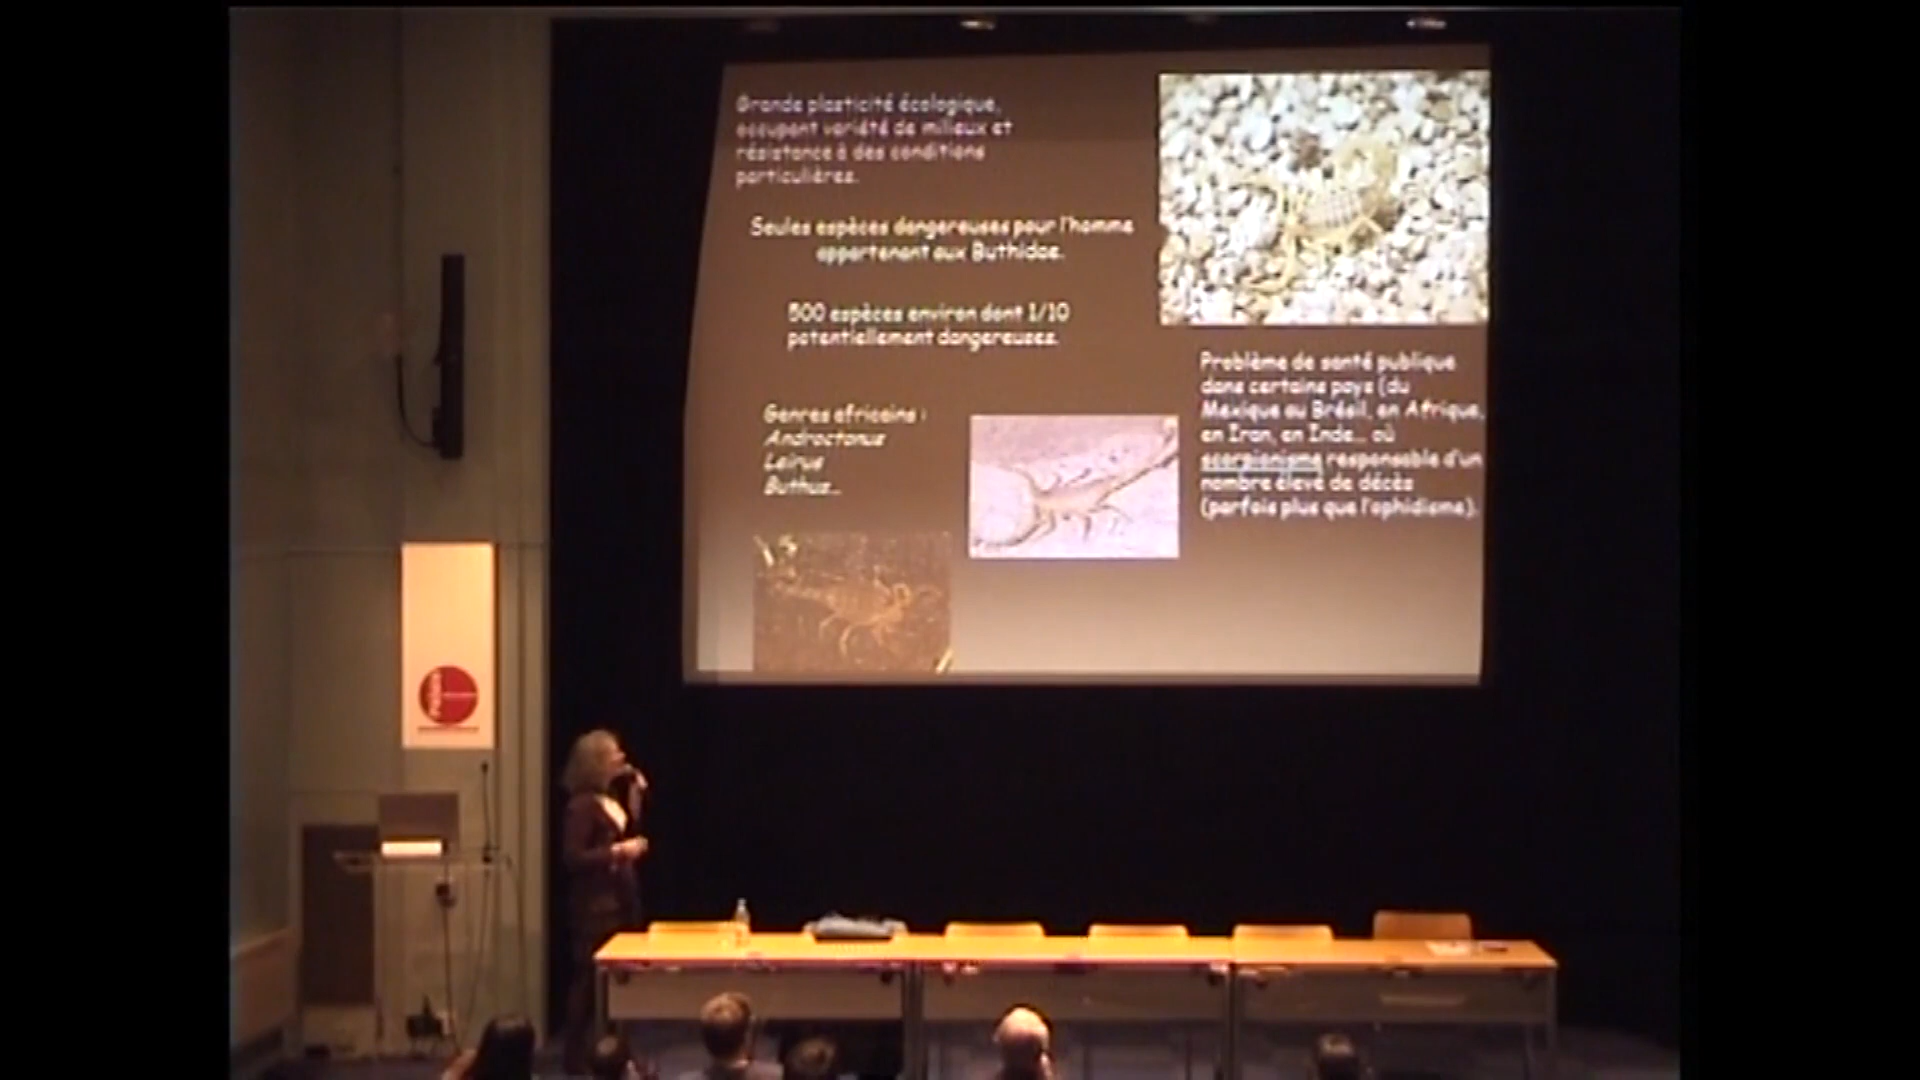 Grande plasticité écologique,
occupant variété de milieux et
résistance à des conditions
particulières.
Seules espèces dangereuses pour l'homme
appartenant aux Buthidae.
500 espèces environ dont 1/10
potentiellement dangereuses.
Genres africains :
Androctonus
Leirus
Buthus...
Problème de santé publique
dans certains pays (du
Mexique au Brésil, en Afrique,
en Iran, en Inde... où
scorpionisme responsable d'un
nombre élevé de décès
(parfois plus que l'ophidisme).